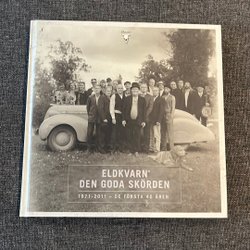 ELDKVARN
DEN GODA SKÖRDEN
1971-2011 - DE FÖRSTA 40 ÅREN